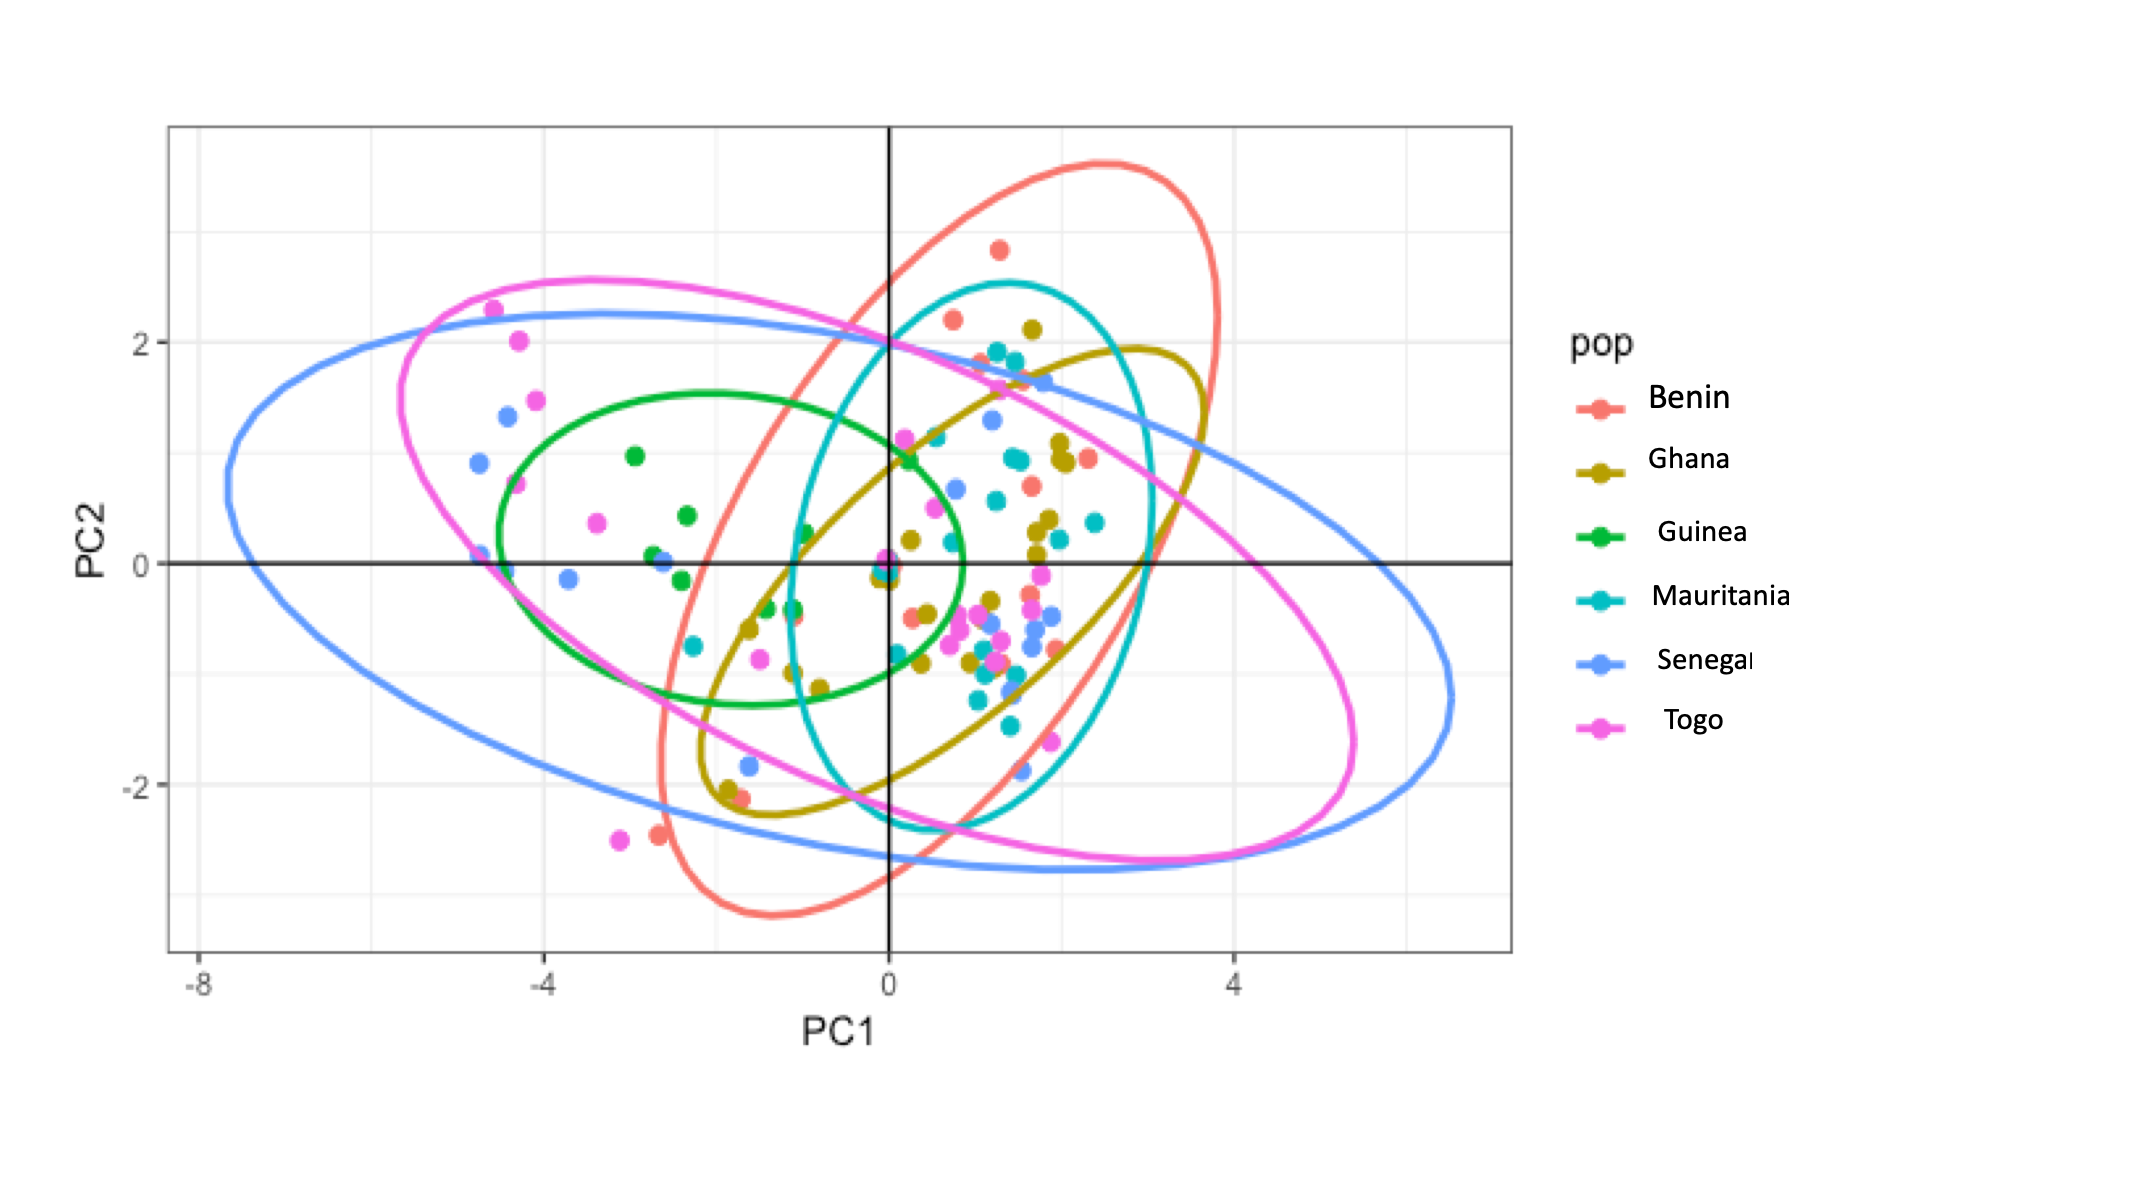 2
0
-2
PC2
-8
-4
0
4
PC1
pop
Benin
Ghana
Guinea
Mauritania
Senegal
Togo